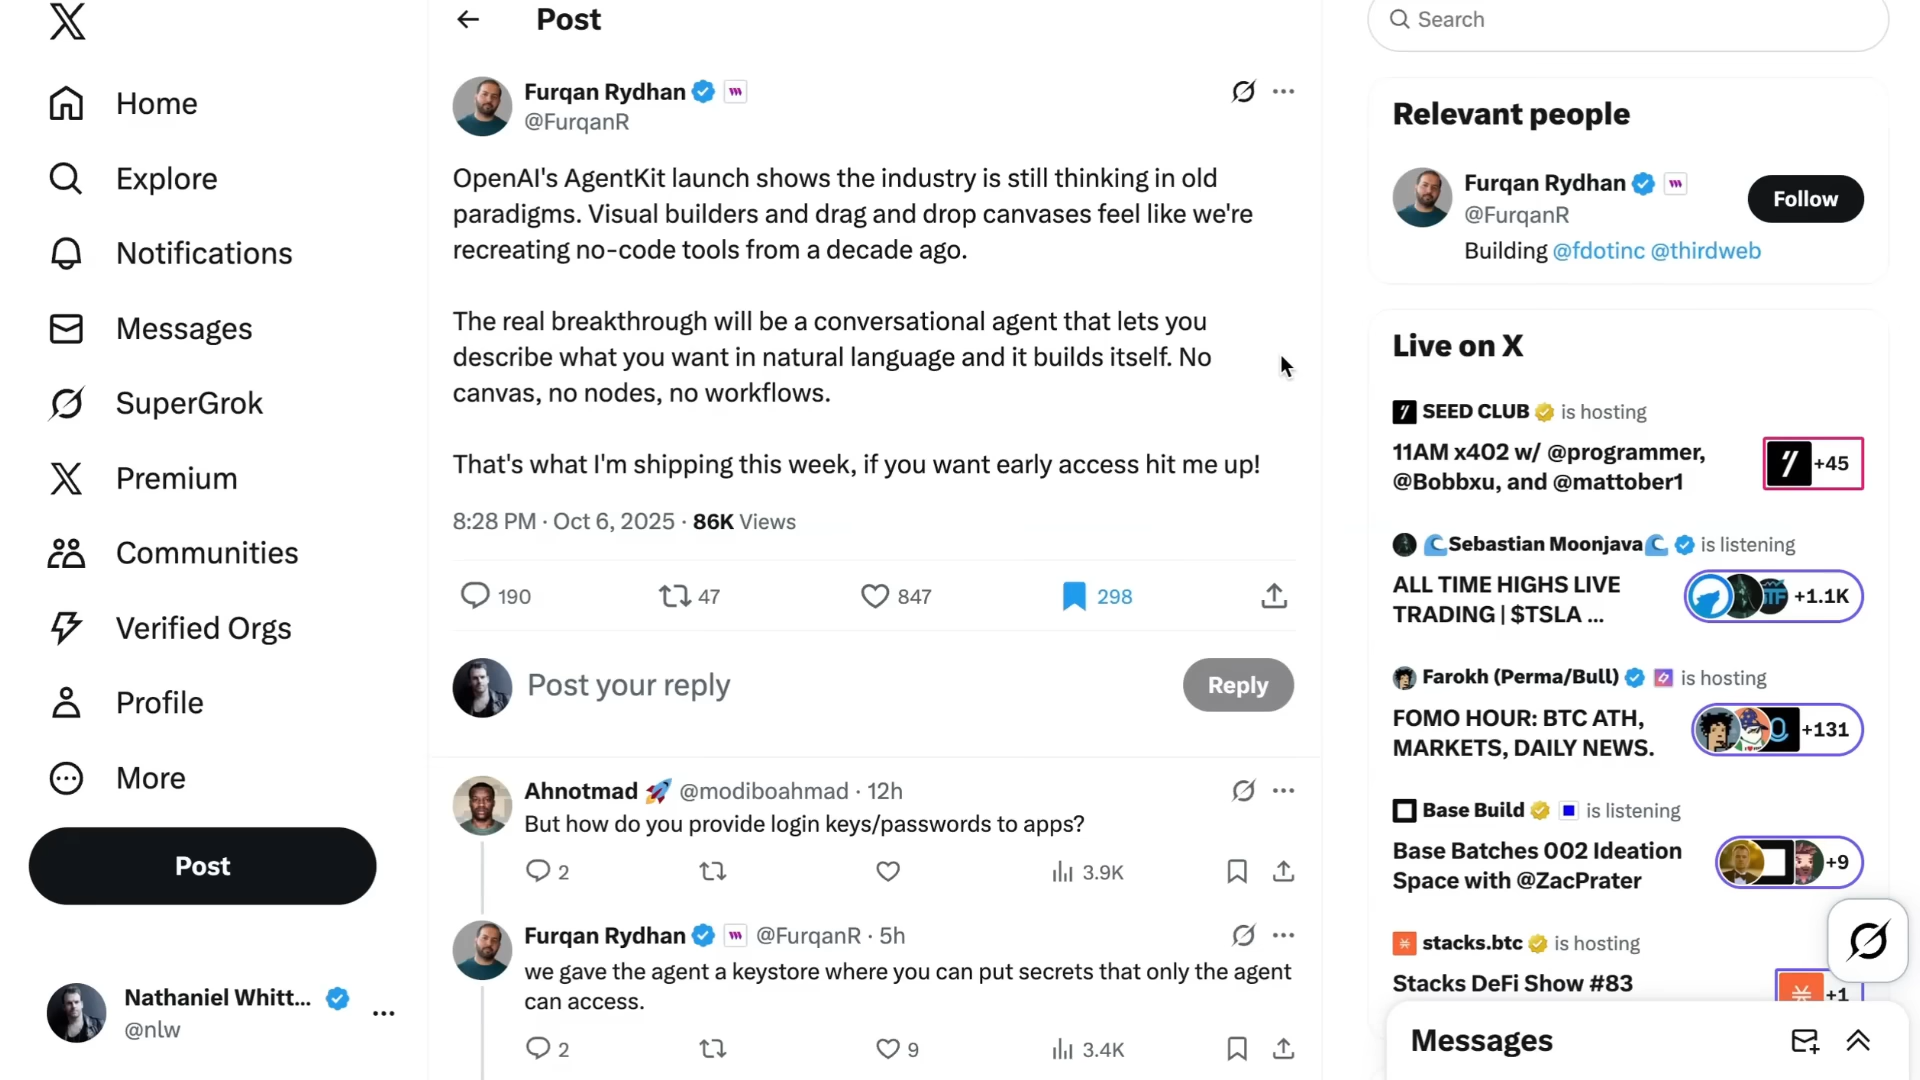 Home
Explore
Notifications
Messages
SuperGrok
Premium
Communities
Verified Orgs
Profile
More
Post
Nathaniel Whitt...
@nlw
Post
Furqan Rydhan
@FurqanR
OpenAI's AgentKit launch shows the industry is still thinking in old
paradigms. Visual builders and drag and drop canvases feel like we're
recreating no-code tools from a decade ago.
The real breakthrough will be a conversational agent that lets you
describe what you want in natural language and it builds itself. No
canvas, no nodes, no workflows.
That's what I'm shipping this week, if you want early access hit me up!
8:28 PM · Oct 6, 2025 · 86K Views
190 47 847 298
Post your reply
Reply
Ahnotmad 🚀 @modiboahmad · 12h
But how do you provide login keys/passwords to apps?
2 3.9K
Furqan Rydhan @FurqanR · 5h
we gave the agent a keystore where you can put secrets that only the agent
can access.
2 9 3.4K
Search
Relevant people
Furqan Rydhan
@FurqanR
Follow
Building @fdotinc @thirdweb
Live on X
SEED CLUB is hosting
11AM x402 w/ @programmer,
@Bobbxu, and @mattober1
+45
🌊Sebastian Moonjava🌊 is listening
ALL TIME HIGHS LIVE
TRADING | $TSLA ...
+1.1K
Farokh (Perma/Bull) is hosting
FOMO HOUR: BTC ATH,
MARKETS, DAILY NEWS.
+131
Base Build is listening
Base Batches 002 Ideation
Space with @ZacPrater
+9
stacks.btc is hosting
Stacks DeFi Show #83
+1
Messages